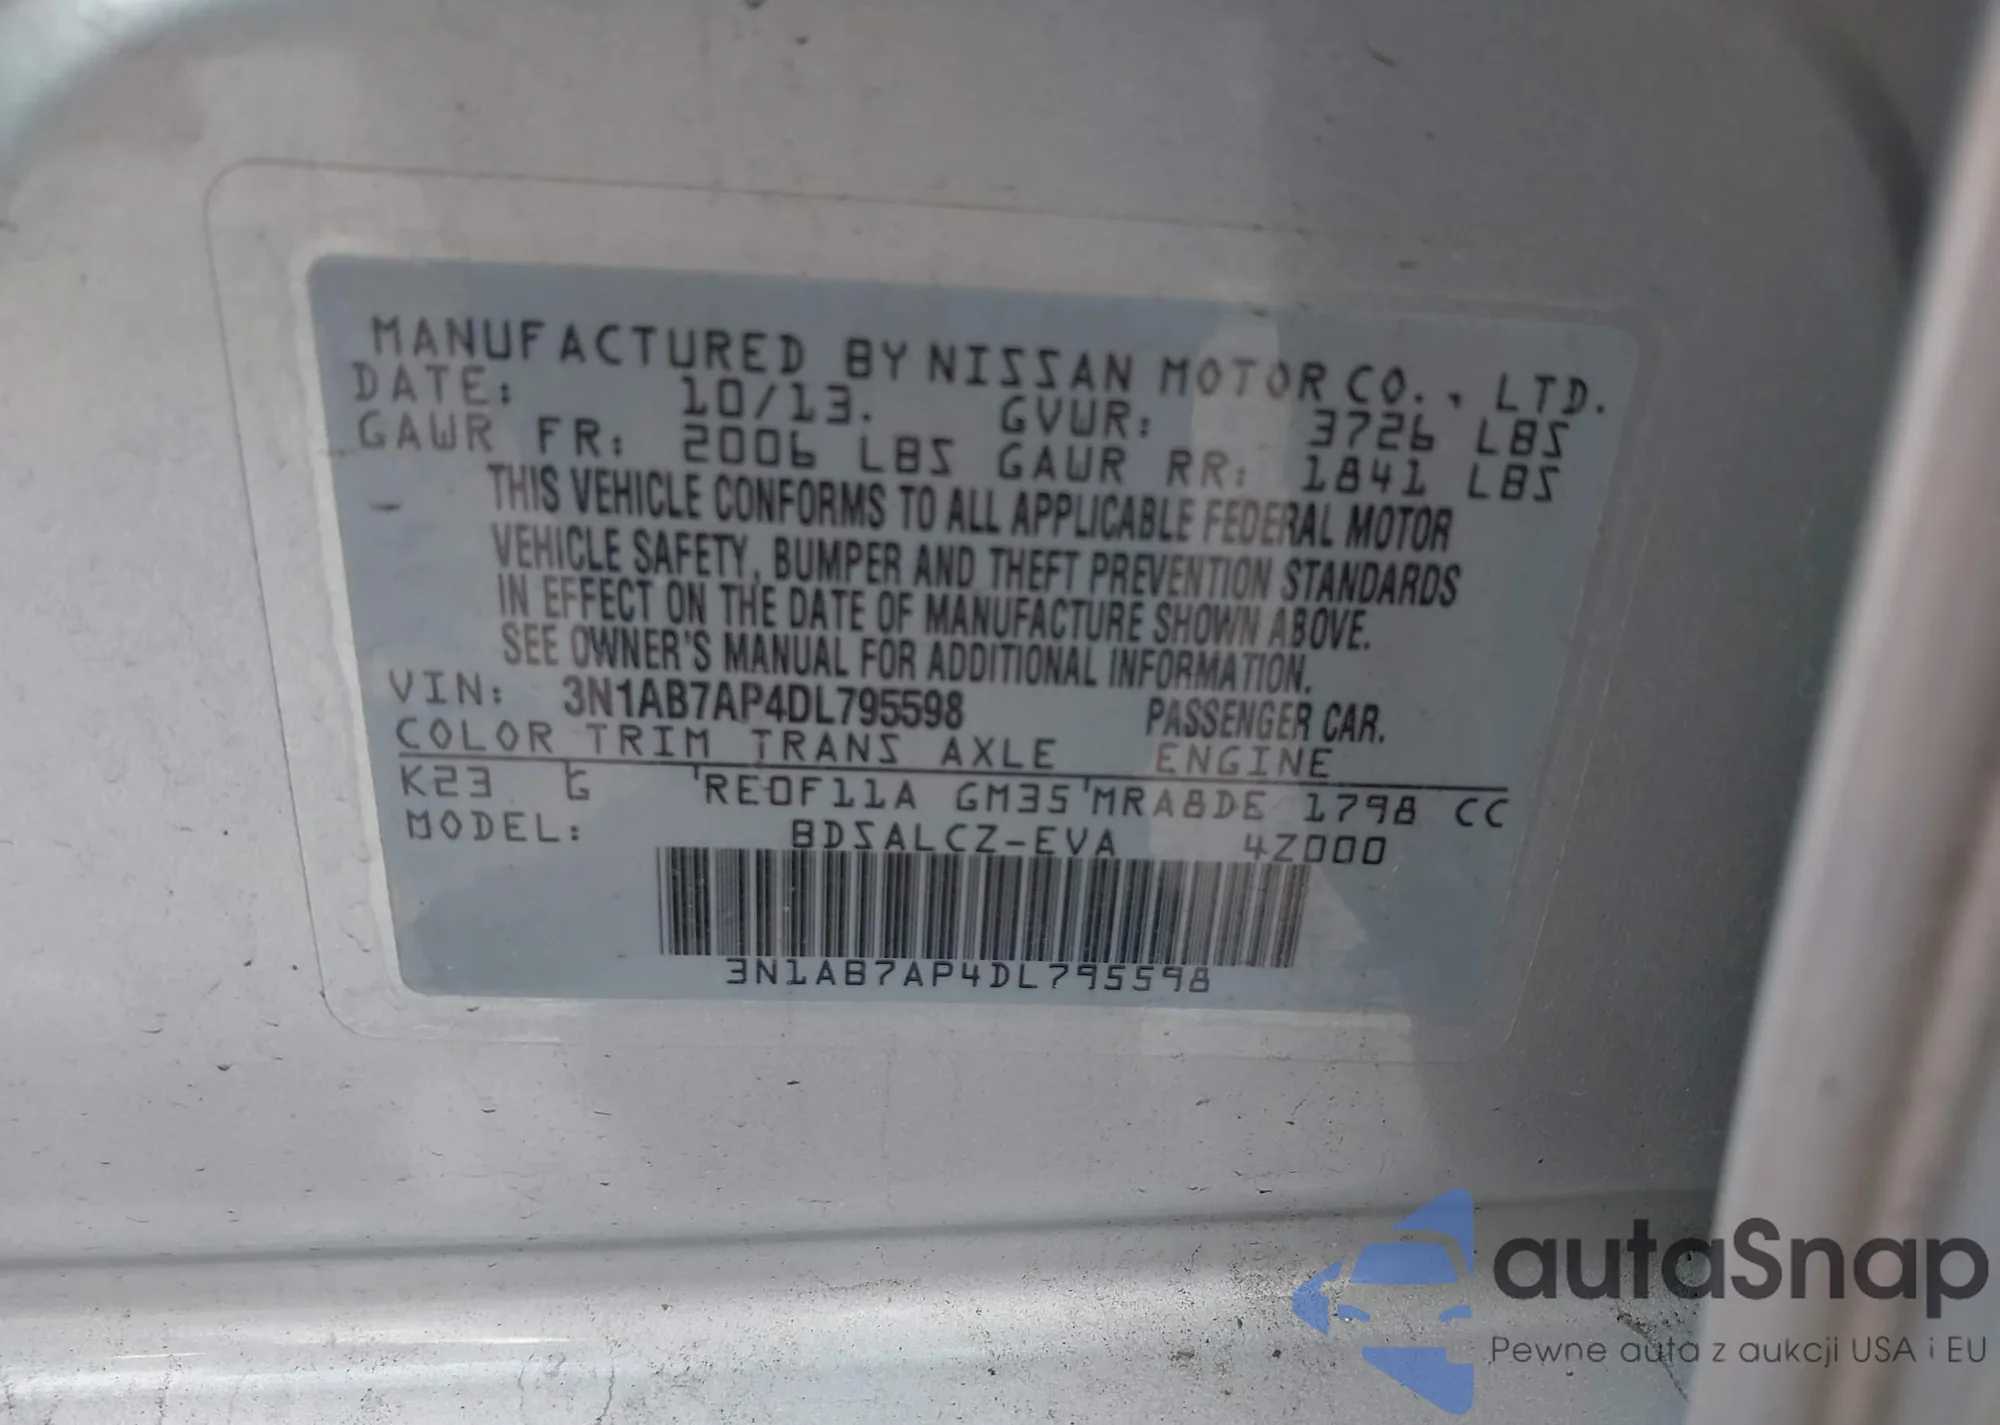 MANUFACTURED BY NISSAN MOTOR CO., LTD.
DATE: 10/13. GVWR: 3726 LBS
GAWR FR: 2006 LBS GAWR RR: 1841 LBS
THIS VEHICLE CONFORMS TO ALL APPLICABLE FEDERAL MOTOR
VEHICLE SAFETY, BUMPER AND THEFT PREVENTION STANDARDS
IN EFFECT ON THE DATE OF MANUFACTURE SHOWN ABOVE.
SEE OWNER'S MANUAL FOR ADDITIONAL INFORMATION.
VIN: 3N1AB7AP4DL795598 PASSENGER CAR.
COLOR TRIM TRANS AXLE ENGINE
K23 G RE0F11A GM35 MRA8DE 1798 CC
MODEL: BDSALCZ-EVA 4Z000
3N1AB7AP4DL795598
autaSnap
Pewne auta z aukcji USA i EU